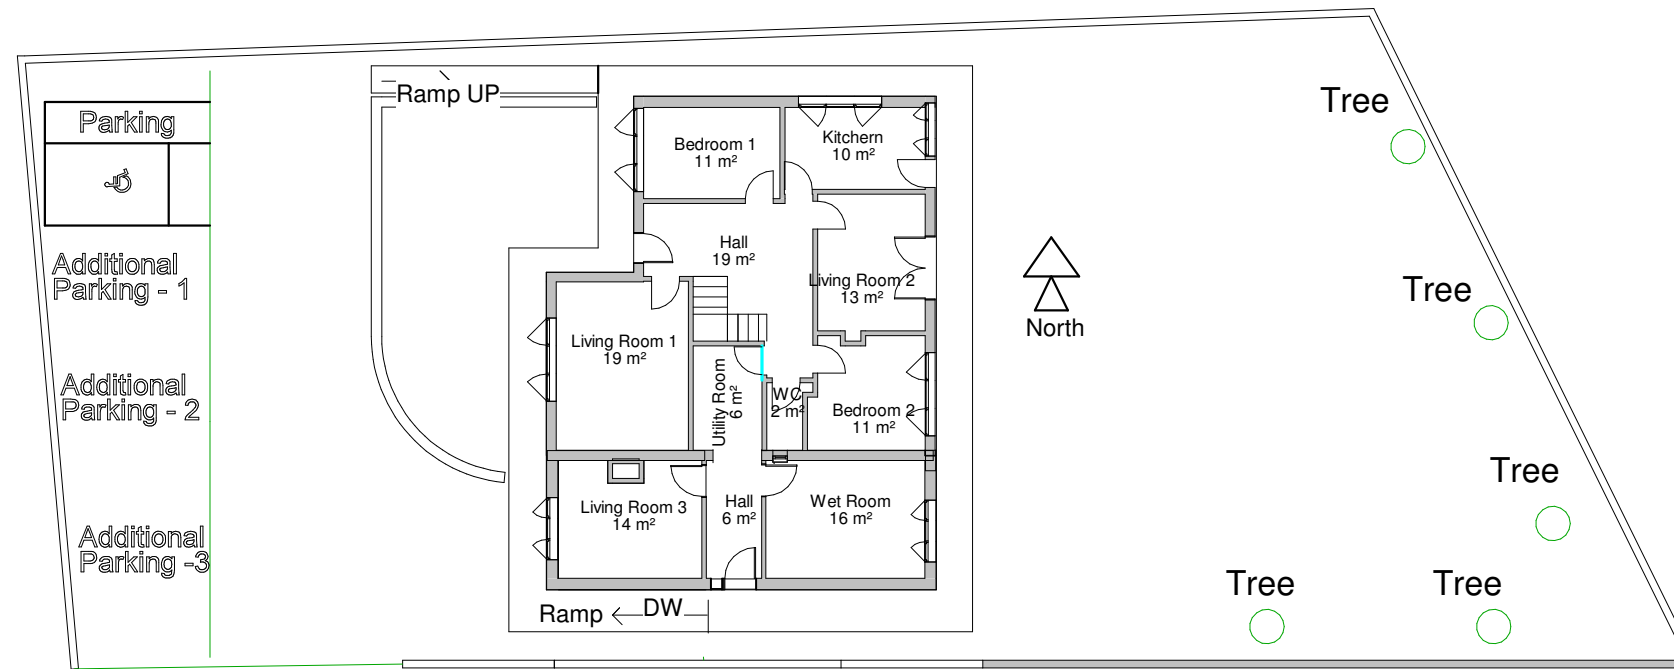 Ramp UP
Tree
Parking
Bedroom 1
11 m²
Kitchern
10 m²
Additional
Parking - 1
Hall
19 m²
Living Room 2
13 m²
Tree
North
Living Room 1
19 m²
Additional
Parking - 2
Utility Room
6 m²
WC
2 m²
Bedroom 2
11 m²
Tree
Living Room 3
14 m²
Hall
6 m²
Wet Room
16 m²
Additional
Parking -3
Tree
Tree
Ramp
DW